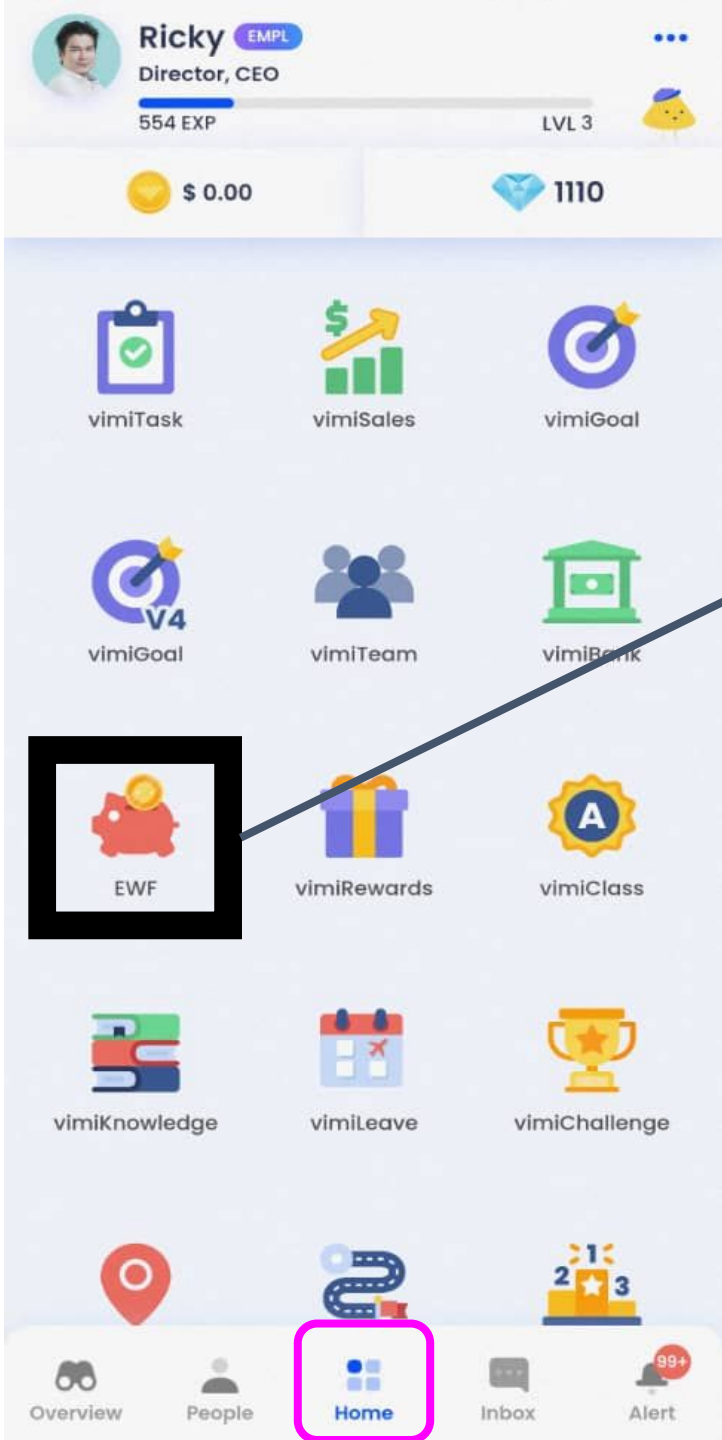 Ricky EMPL
Director, CEO
554 EXP LVL 3
$ 0.00 1110
$
vimiTask vimiSales vimiGoal
V4
vimiGoal vimiTeam vimiBank
A
EWF vimiRewards vimiClass
vimiKnowledge vimiLeave vimiChallenge
1
2 3
99+
Overview People Home Inbox Alert